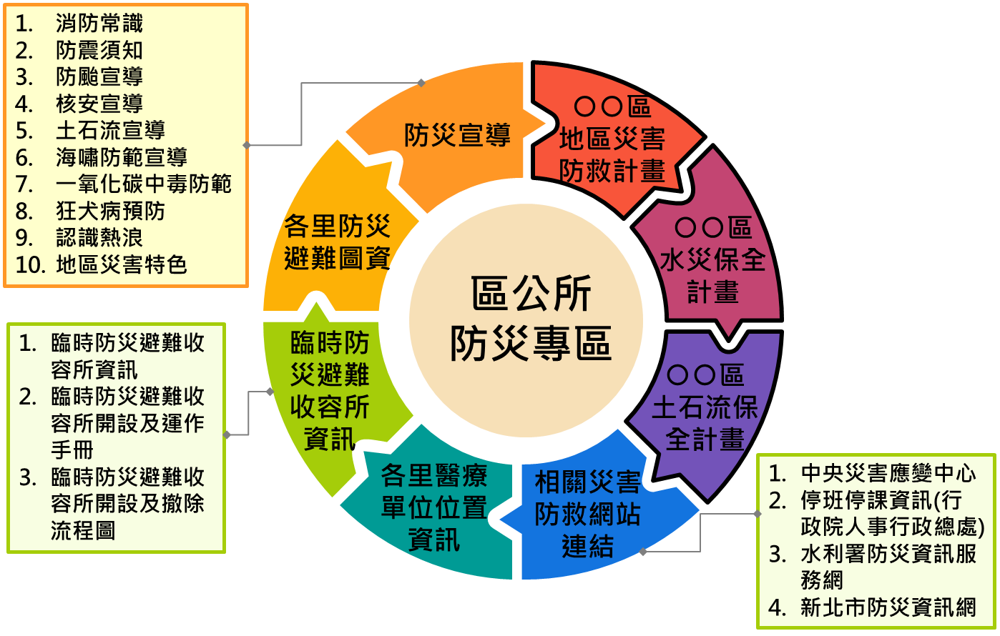 1. 消防常識
2. 防震須知
3. 防颱宣導
4. 核安宣導
5. 土石流宣導
6. 海嘯防範宣導
7. 一氧化碳中毒防範
8. 狂犬病預防
9. 認識熱浪
10. 地區災害特色
防災宣導
〇〇區
地區災害
防救計畫
〇〇區
水災保全
計畫
〇〇區
土石流保
全計畫
相關災害
防救網站
連結
各里醫療
單位位置
資訊
臨時防
災避難
收容所
資訊
各里防災
避難圖資
區公所
防災專區
1. 臨時防災避難收
容所資訊
2. 臨時防災避難收
容所開設及運作
手冊
3. 臨時防災避難收
容所開設及撤除
流程圖
1. 中央災害應變中心
2. 停班停課資訊(行
政院人事行政總處)
3. 水利署防災資訊服
務網
4. 新北市防災資訊網